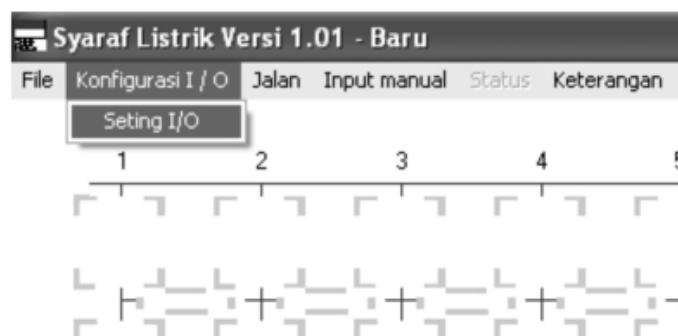 Syaraf Listrik Versi 1.01 - Baru
File Konfigurasi I / O Jalan Input manual Status Keterangan
Seting I/O
1 2 3 4